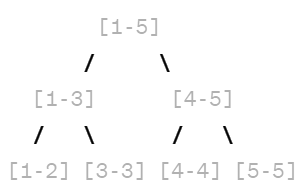 [1-5]
/ \
[1-3] [4-5]
/ \ / \
[1-2] [3-3] [4-4] [5-5]